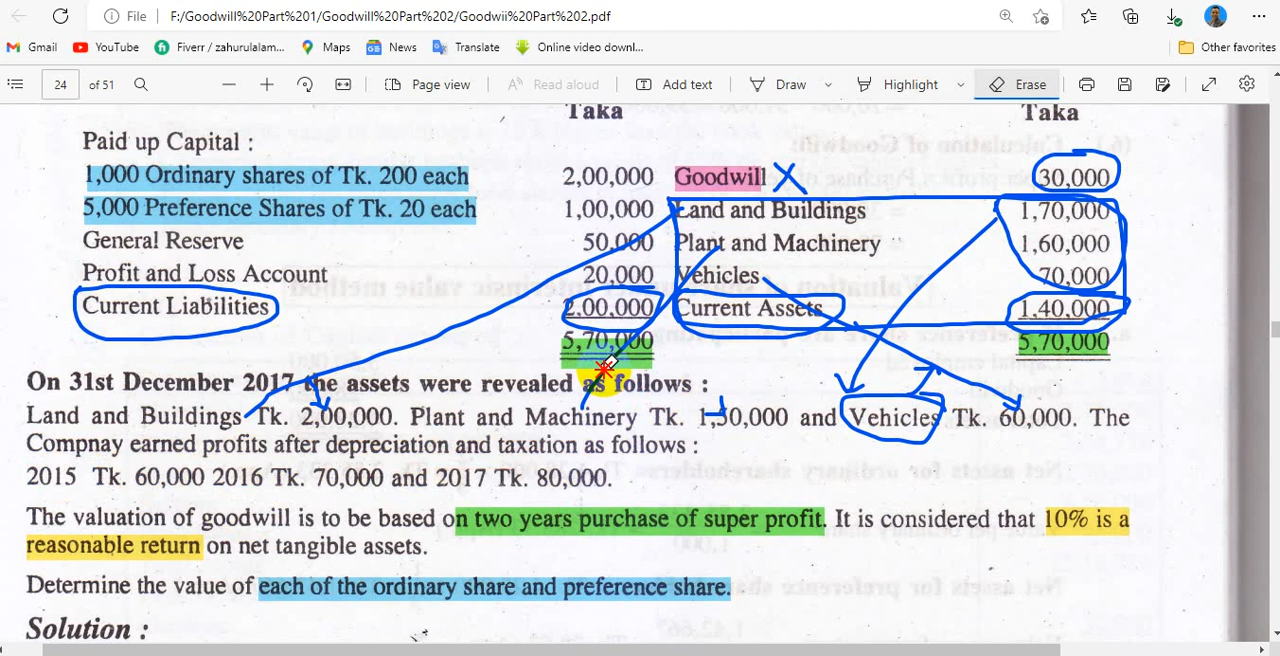 File F:/Goodwill%20Part%201/Goodwill%20Part%202/Goodwii%20Part%202.pdf
Gmail YouTube Fiverr / zahurulalam... Maps News Translate Online video downl... Other favorites
24 of 51 Page view Read aloud Add text Draw Highlight Erase
Taka Taka
Paid up Capital :
1,000 Ordinary shares of Tk. 200 each 2,00,000 Goodwill X 30,000
5,000 Preference Shares of Tk. 20 each 1,00,000 Land and Buildings 1,70,000
General Reserve 50,000 Plant and Machinery 1,60,000
Profit and Loss Account 20,000 Vehicles 70,000
Current Liabilities 2,00,000 Current Assets 1,40,000
5,70,000 5,70,000
On 31st December 2017 the assets were revealed as follows :
Land and Buildings Tk. 2,00,000. Plant and Machinery Tk. 1,50,000 and Vehicles Tk. 60,000. The
Compnay earned profits after depreciation and taxation as follows :
2015 Tk. 60,000 2016 Tk. 70,000 and 2017 Tk. 80,000.
The valuation of goodwill is to be based on two years purchase of super profit. It is considered that 10% is a
reasonable return on net tangible assets.
Determine the value of each of the ordinary share and preference share.
Solution :